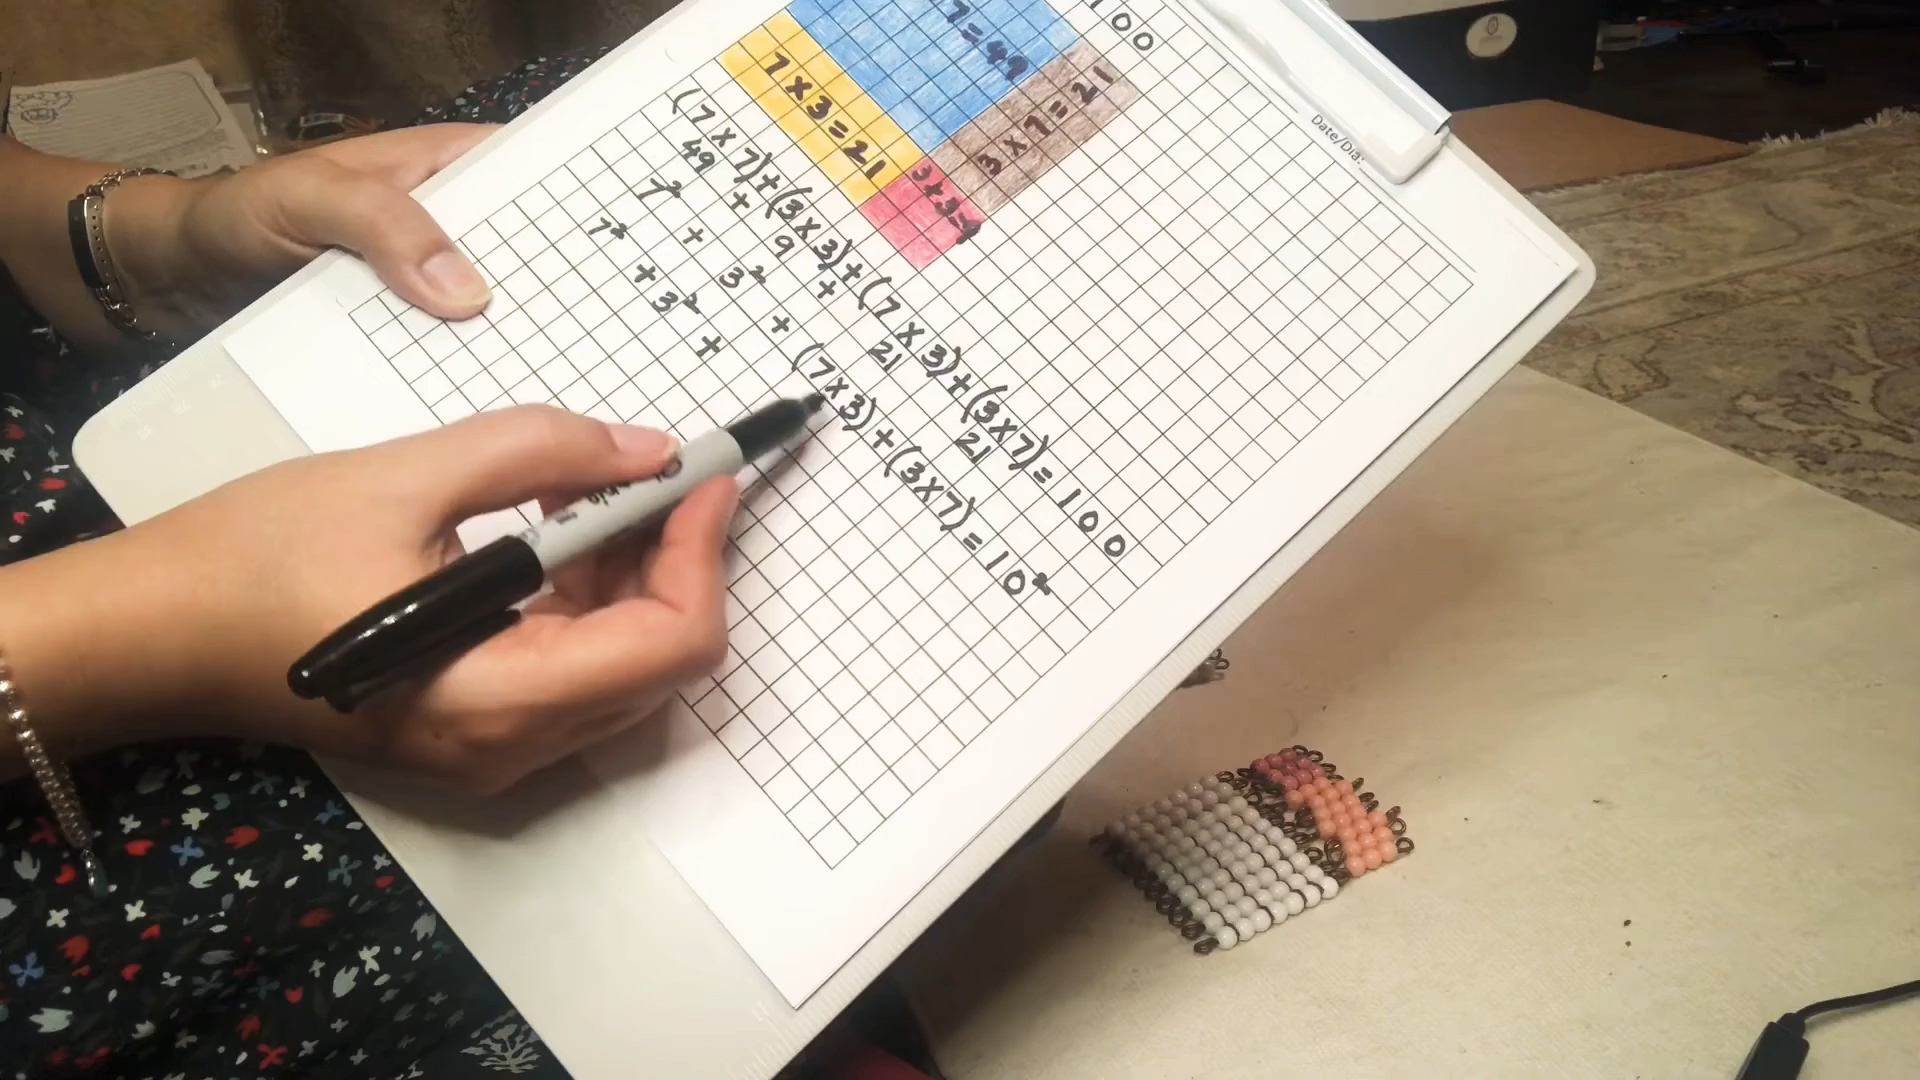 100
7=49
7×3=21
3×7=21
3+3=9
(7×7)+(3×3)+(7×3)+(3×7)=100
49 + 9 + 21 21
7² + 3² + (7×3)+(3×7)=10²
7² +3² +
Date/Día: